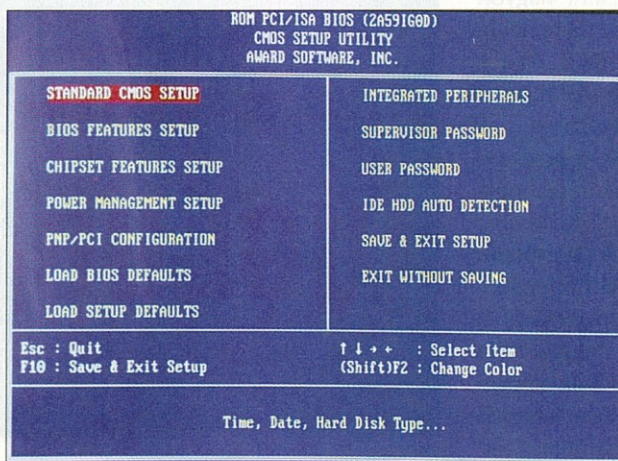 ROM PCI/ISA BIOS (2A59IG0D)
CMOS SETUP UTILITY
AWARD SOFTWARE, INC.
STANDARD CMOS SETUP
BIOS FEATURES SETUP
CHIPSET FEATURES SETUP
POWER MANAGEMENT SETUP
PNP/PCI CONFIGURATION
LOAD BIOS DEFAULTS
LOAD SETUP DEFAULTS
INTEGRATED PERIPHERALS
SUPERVISOR PASSWORD
USER PASSWORD
IDE HDD AUTO DETECTION
SAVE & EXIT SETUP
EXIT WITHOUT SAVING
Esc : Quit
F10 : Save & Exit Setup
↑ ↓ → ← : Select Item
(Shift)F2 : Change Color
Time, Date, Hard Disk Type...